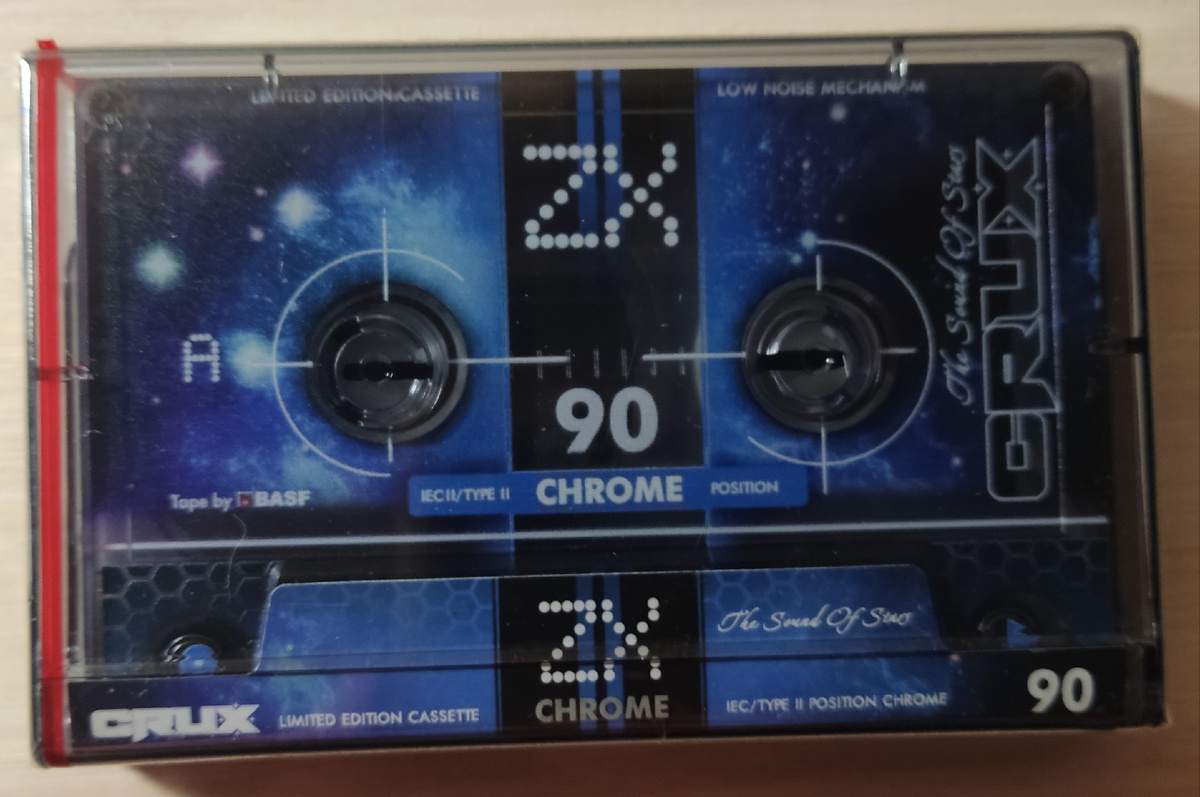 LIMITED EDITION CASSETTE
LOW NOISE MECHANISM
ZX
The Sound Of Stars
CRUX
A
90
Tape by BASF
IEC II/TYPE II CHROME POSITION
ZX
The Sound Of Stars
CRUX LIMITED EDITION CASSETTE
CHROME
IEC/TYPE II POSITION CHROME
90